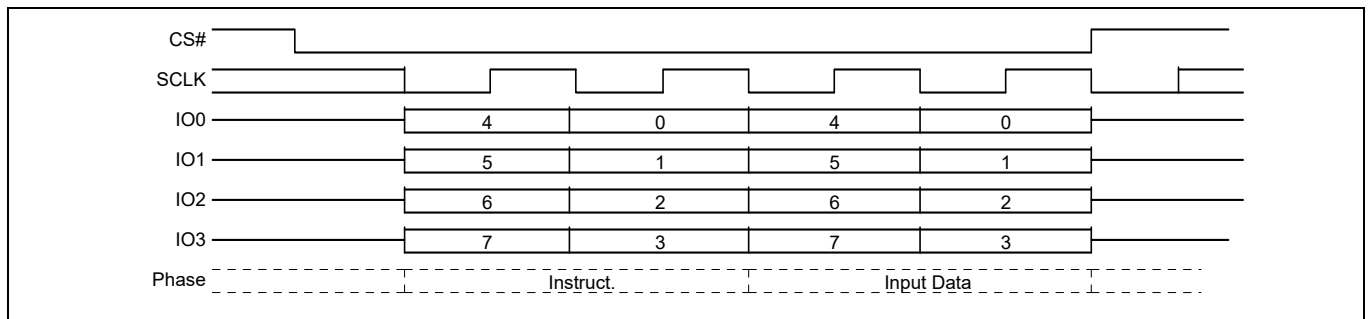 CS#
SCLK
IO0 4 0 4 0
IO1 5 1 5 1
IO2 6 2 6 2
IO3 7 3 7 3
Phase Instruct. Input Data